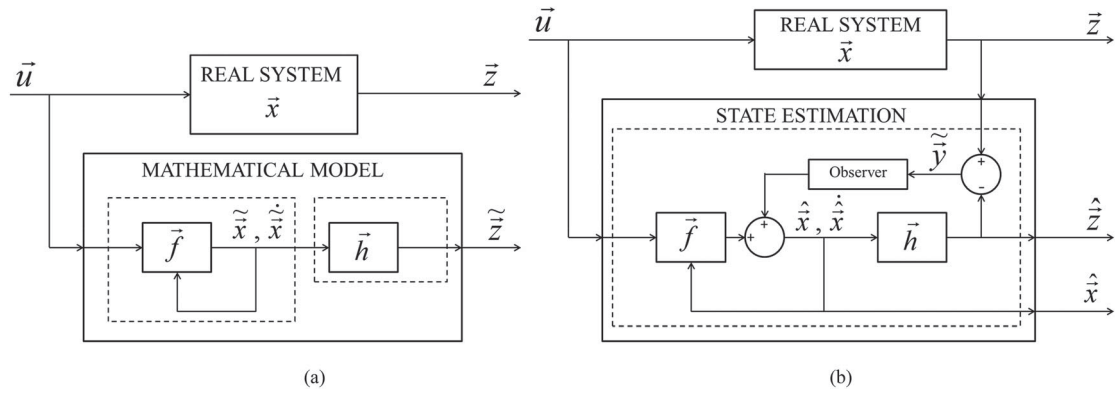 REAL SYSTEM
x⃗
u⃗
z⃗
MATHEMATICAL MODEL
f⃗
x̃⃗ , ẋ̃⃗
h⃗
z̃⃗
(a)
REAL SYSTEM
x⃗
u⃗
z⃗
STATE ESTIMATION
ỹ⃗
Observer
+
-
f⃗
+
+
x̂⃗ , ẋ̂⃗
h⃗
ẑ⃗
x̂⃗
(b)